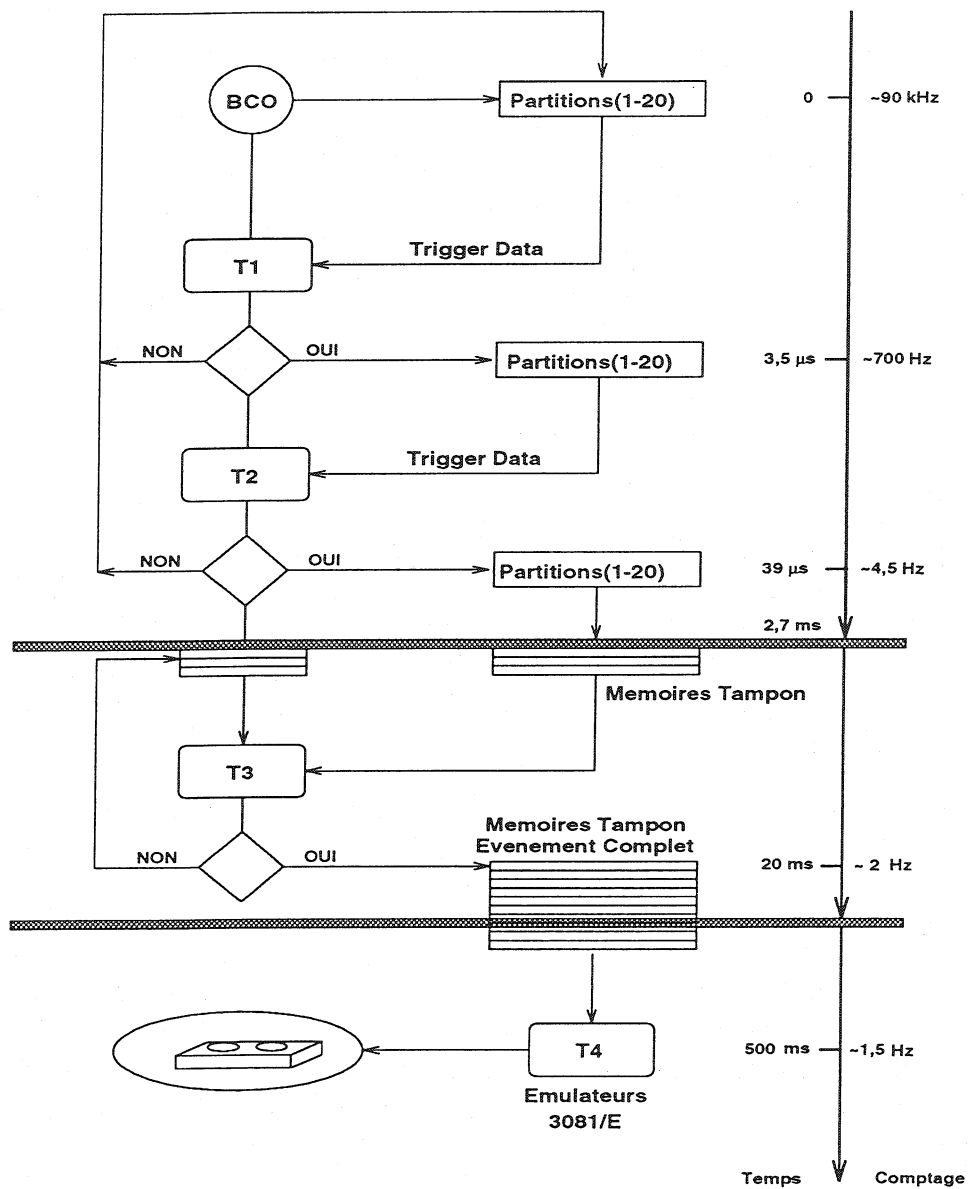 BCO
Partitions(1-20)
0
~90 kHz
Trigger Data
T1
NON
OUI
Partitions(1-20)
3,5 µs
~700 Hz
Trigger Data
T2
NON
OUI
Partitions(1-20)
39 µs
~4,5 Hz
2,7 ms
Memoires Tampon
T3
Memoires Tampon
Evenement Complet
NON
OUI
20 ms
~ 2 Hz
T4
500 ms
~1,5 Hz
Emulateurs
3081/E
Temps
Comptage